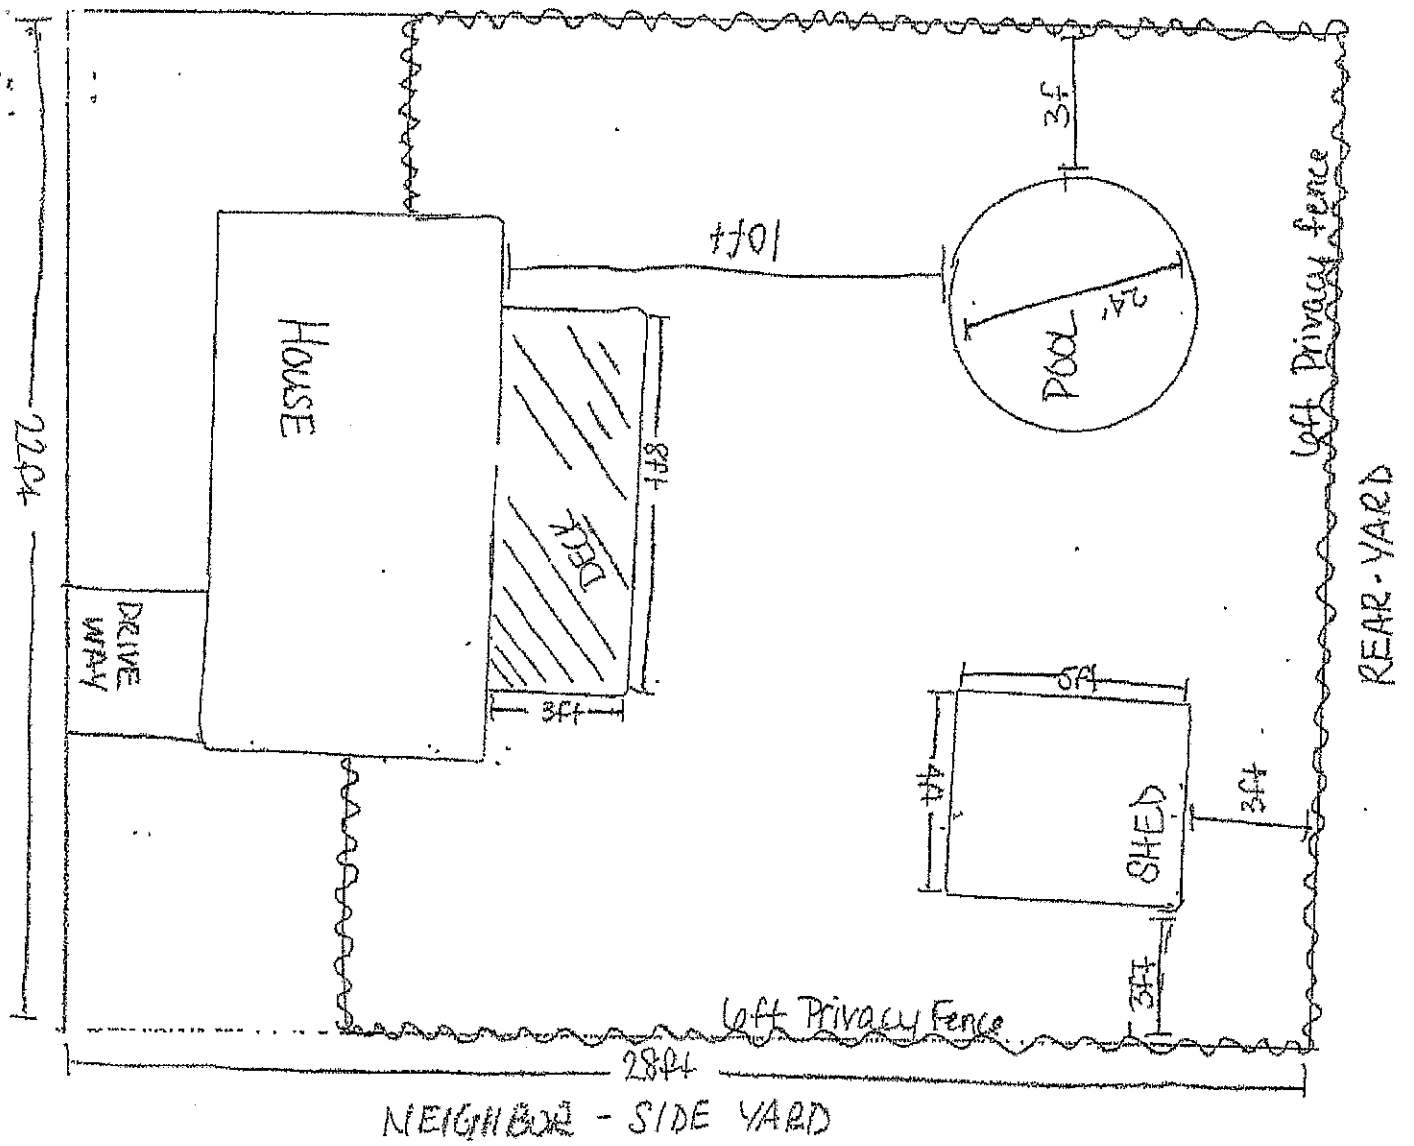 3ft
10ft
24'
POOL
6ft Privacy fence
REAR-YARD
HOUSE
22ft
8ft
DECK
3ft
DRIVE
WAY
5ft
4ft
SHED
3ft
3ft
6ft Privacy Fence
28ft
NEIGHBOR - SIDE YARD